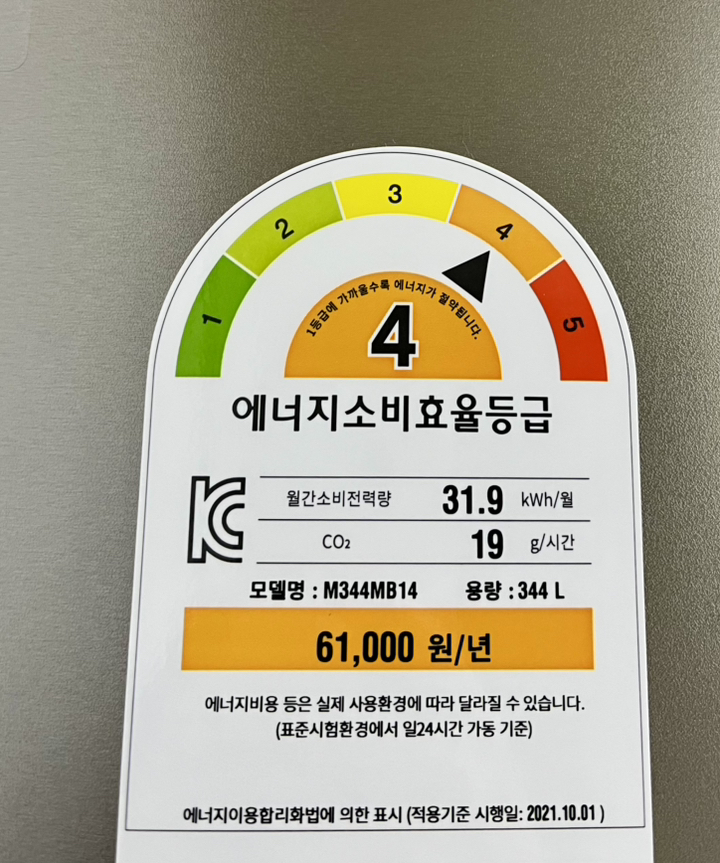 1
2
3
4
5
1등급에 가까울수록 에너지가 절약됩니다.
4
에너지소비효율등급
월간소비전력량 31.9 kWh/월
CO₂ 19 g/시간
모델명 : M344MB14 용량 : 344 L
61,000 원/년
에너지비용 등은 실제 사용환경에 따라 달라질 수 있습니다.
(표준시험환경에서 일24시간 가동 기준)
에너지이용합리화법에 의한 표시 (적용기준 시행일: 2021.10.01 )